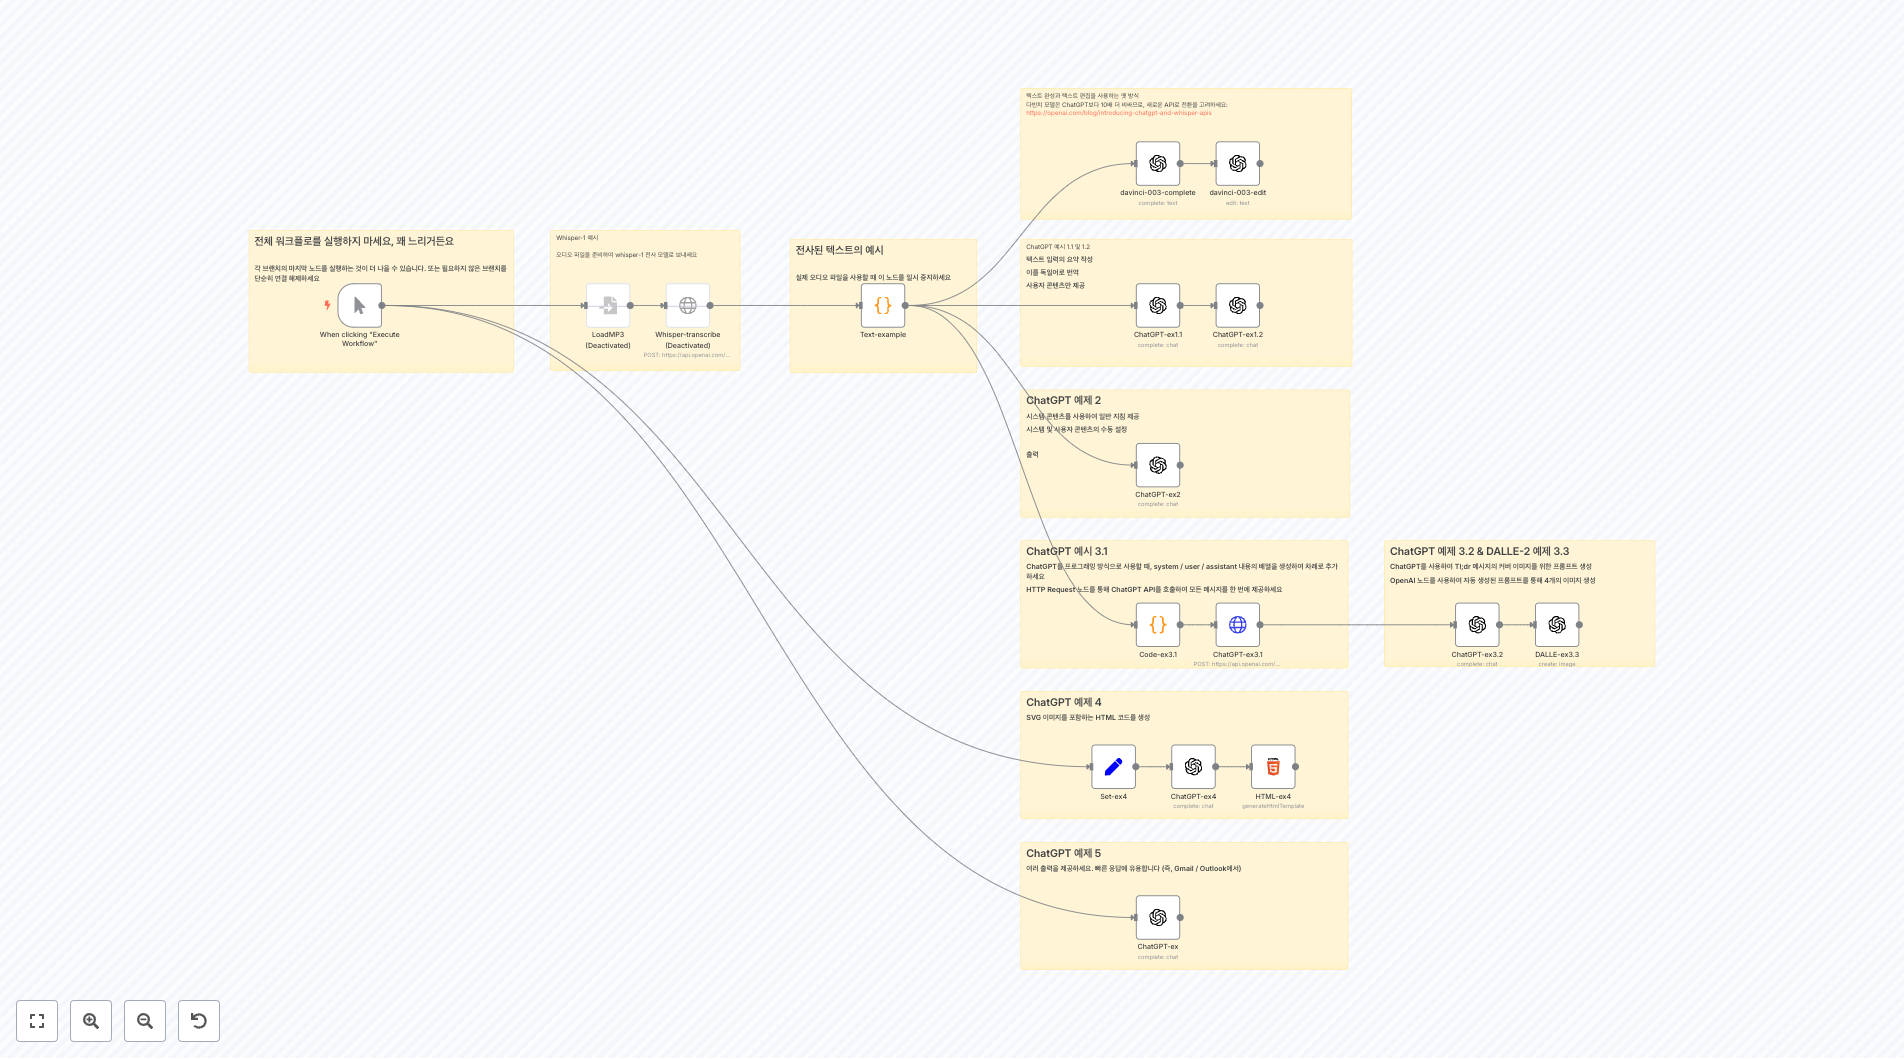 텍스트 완성과 텍스트 편집을 사용하는 옛 방식
다빈치 모델은 ChatGPT보다 10배 더 비싸므로, 새로운 API로 전환을 고려하세요:
https://openai.com/blog/introducing-chatgpt-and-whisper-apis
davinci-003-complete
complete: text
davinci-003-edit
edit: text
전체 워크플로를 실행하지 마세요, 꽤 느리거든요
각 브랜치의 마지막 노드를 실행하는 것이 더 나을 수 있습니다. 또는 필요하지 않은 브랜치를
단순히 연결 해제하세요
When clicking "Execute
Workflow"
Whisper-1 예시
오디오 파일을 준비하여 whisper-1 전사 모델로 보내세요
LoadMP3
(Deactivated)
Whisper-transcribe
(Deactivated)
POST: https://api.openai.com/...
전사된 텍스트의 예시
실제 오디오 파일을 사용할 때 이 노드를 일시 중지하세요
Text-example
ChatGPT 예시 1.1 및 1.2
텍스트 입력의 요약 작성
이를 독일어로 번역
사용자 콘텐츠만 제공
ChatGPT-ex1.1
complete: chat
ChatGPT-ex1.2
complete: chat
ChatGPT 예제 2
시스템 콘텐츠를 사용하여 일반 지침 제공
시스템 및 사용자 콘텐츠의 수동 설정
출력
ChatGPT-ex2
complete: chat
ChatGPT 예시 3.1
ChatGPT를 프로그래밍 방식으로 사용할 때, system / user / assistant 내용의 배열을 생성하여 차례로 추가
하세요
HTTP Request 노드를 통해 ChatGPT API를 호출하여 모든 메시지를 한 번에 제공하세요
Code-ex3.1
ChatGPT-ex3.1
POST: https://api.openai.com/...
ChatGPT 예제 3.2 & DALLE-2 예제 3.3
ChatGPT를 사용하여 Tl;dr 메시지의 커버 이미지를 위한 프롬프트 생성
OpenAI 노드를 사용하여 자동 생성된 프롬프트를 통해 4개의 이미지 생성
ChatGPT-ex3.2
complete: chat
DALLE-ex3.3
create: image
ChatGPT 예제 4
SVG 이미지를 포함하는 HTML 코드를 생성
Set-ex4
ChatGPT-ex4
complete: chat
HTML-ex4
generateHtmlTemplate
ChatGPT 예제 5
여러 출력을 제공하세요. 빠른 응답에 유용합니다 (즉, Gmail / Outlook에서)
ChatGPT-ex
complete: chat